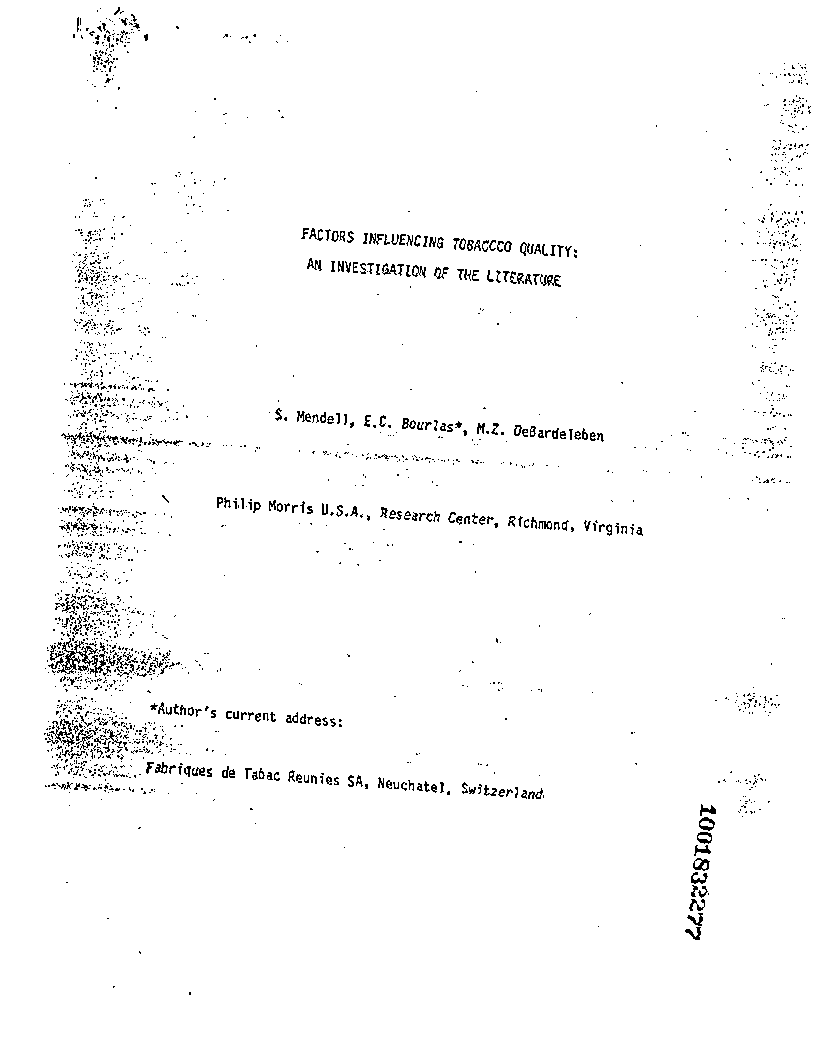 FACTORS INFLUENCING TOBACCCO QUALITY:
AN INVESTIGATION OF THE LITERATURE
S. Mendell, E.C. Bourlas*, M.Z. DeBardeleben
Philip Morris U.S.A., Research Center, Richmond, Virginia
*Author's current address:
Fabriques de Tabac Reunies SA, Neuchatel, Switzerland
1001832277